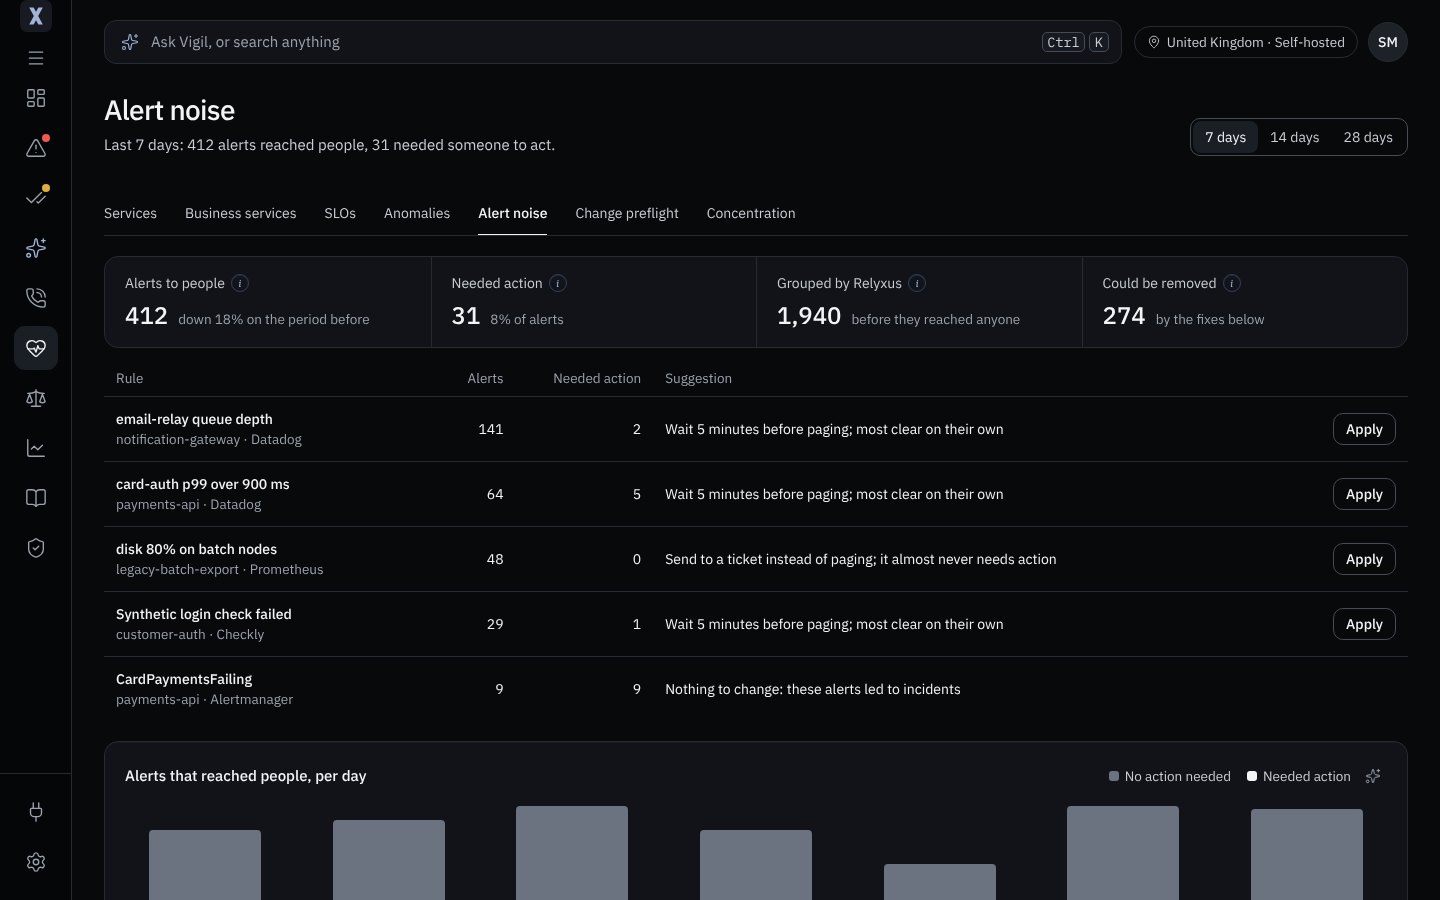 Ask Vigil, or search anything
Ctrl K
United Kingdom · Self-hosted
SM
Alert noise
Last 7 days: 412 alerts reached people, 31 needed someone to act.
7 days
14 days
28 days
Services
Business services
SLOs
Anomalies
Alert noise
Change preflight
Concentration
Alerts to people i
412 down 18% on the period before
Needed action i
31 8% of alerts
Grouped by Relyxus i
1,940 before they reached anyone
Could be removed i
274 by the fixes below
Rule Alerts Needed action Suggestion
email-relay queue depth
notification-gateway · Datadog
141 2 Wait 5 minutes before paging; most clear on their own Apply
card-auth p99 over 900 ms
payments-api · Datadog
64 5 Wait 5 minutes before paging; most clear on their own Apply
disk 80% on batch nodes
legacy-batch-export · Prometheus
48 0 Send to a ticket instead of paging; it almost never needs action Apply
Synthetic login check failed
customer-auth · Checkly
29 1 Wait 5 minutes before paging; most clear on their own Apply
CardPaymentsFailing
payments-api · Alertmanager
9 9 Nothing to change: these alerts led to incidents
Alerts that reached people, per day
No action needed
Needed action